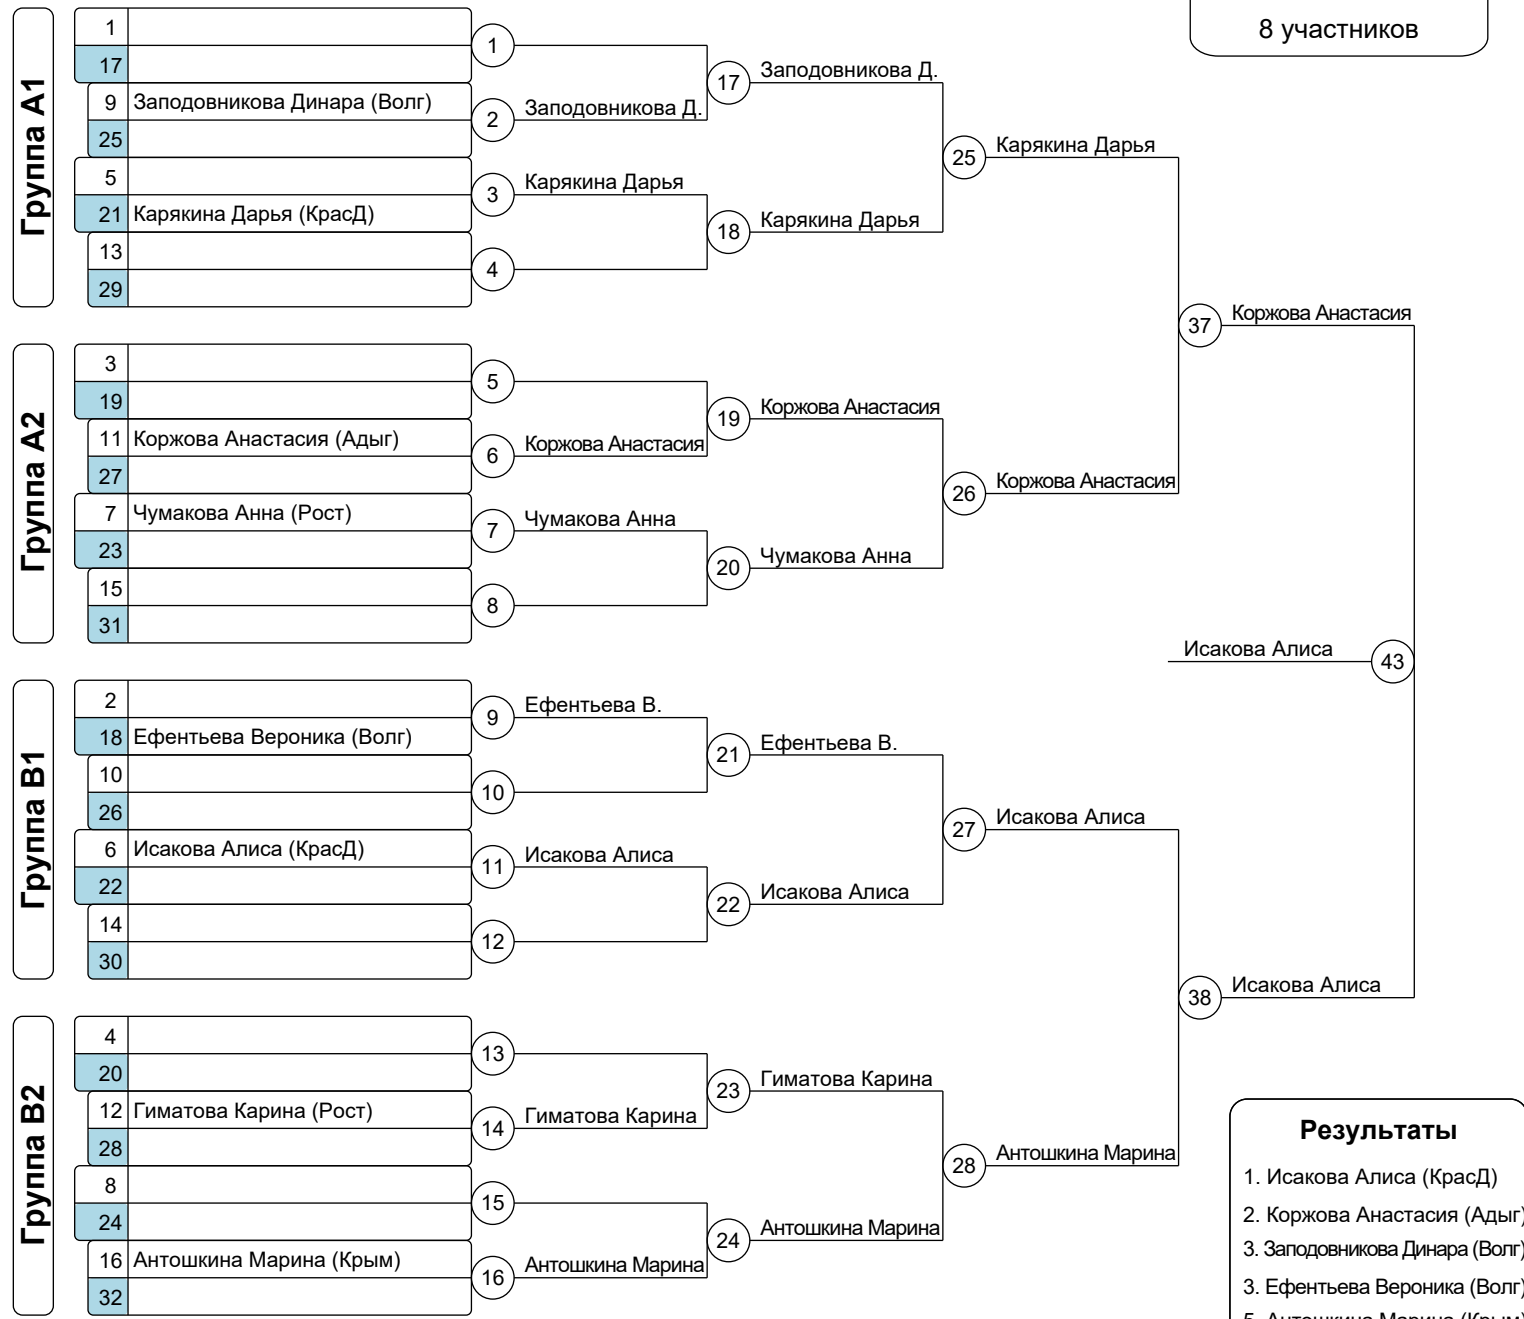 8 участников
Группа A1
1
17
9 Заподовникова Динара (Волг)
25
5
21 Карякина Дарья (КрасД)
13
29
1
2 Заподовникова Д.
3 Карякина Дарья
4
17 Заподовникова Д.
18 Карякина Дарья
25 Карякина Дарья
Группа A2
3
19
11 Коржова Анастасия (Адыг)
27
7 Чумакова Анна (Рост)
23
15
31
5
6 Коржова Анастасия
7 Чумакова Анна
8
19 Коржова Анастасия
20 Чумакова Анна
26 Коржова Анастасия
37 Коржова Анастасия
Исакова Алиса 43
Группа B1
2
18 Ефентьева Вероника (Волг)
10
26
6 Исакова Алиса (КрасД)
22
14
30
9 Ефентьева В.
10
11 Исакова Алиса
12
21 Ефентьева В.
22 Исакова Алиса
27 Исакова Алиса
Группа B2
4
20
12 Гиматова Карина (Рост)
28
8
24
16 Антошкина Марина (Крым)
32
13
14 Гиматова Карина
15
16 Антошкина Марина
23 Гиматова Карина
24 Антошкина Марина
28 Антошкина Марина
38 Исакова Алиса
Результаты
1. Исакова Алиса (КрасД)
2. Коржова Анастасия (Адыг)
3. Заподовникова Динара (Волг)
3. Ефентьева Вероника (Волг)
5. Антошкина Марина (Крым)